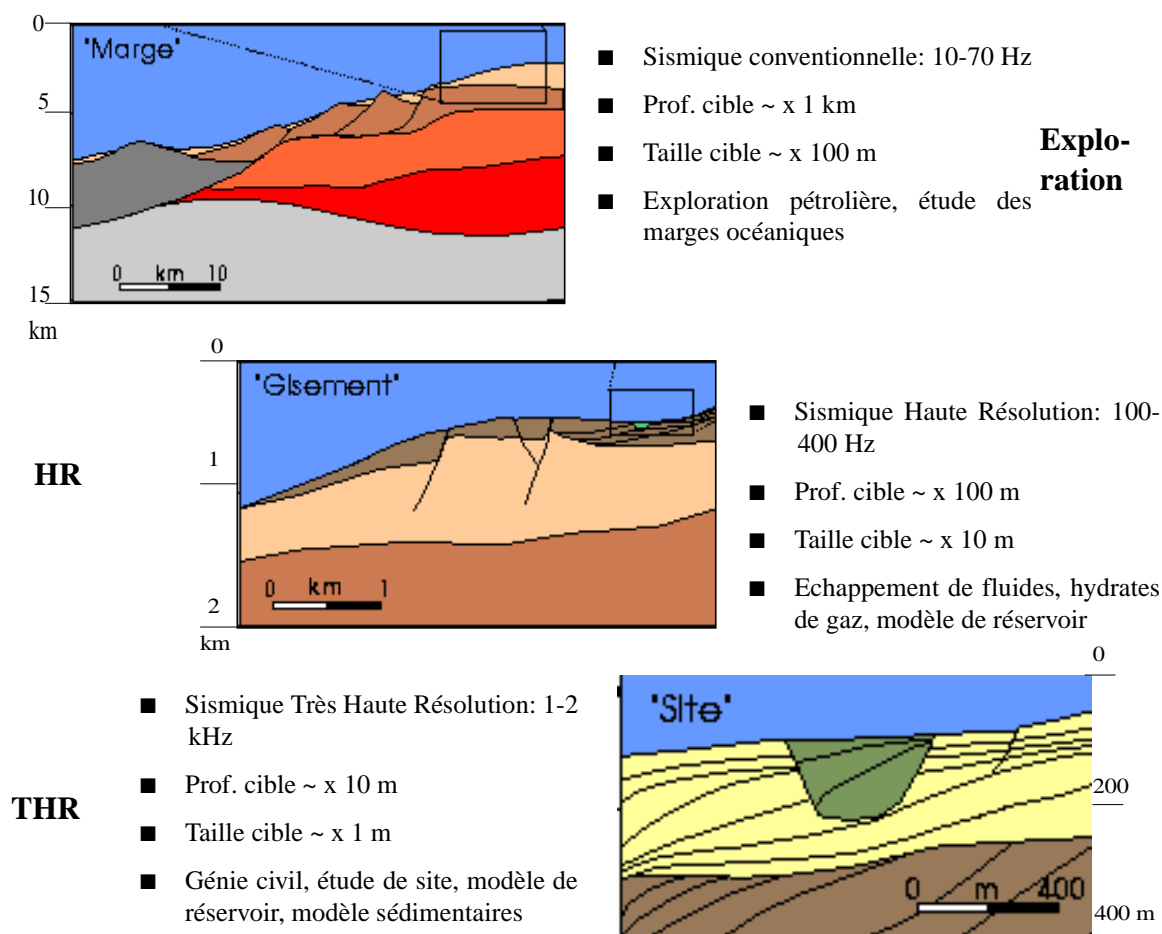 0
5
10
15
km
"Marge"
0 km 10
■ Sismique conventionnelle: 10-70 Hz
■ Prof. cible ~ x 1 km
■ Taille cible ~ x 100 m
■ Exploration pétrolière, étude des
marges océaniques
Explo-
ration
HR
0
1
2
km
"Gisement"
0 km 1
■ Sismique Haute Résolution: 100-
400 Hz
■ Prof. cible ~ x 100 m
■ Taille cible ~ x 10 m
■ Echappement de fluides, hydrates
de gaz, modèle de réservoir
THR
■ Sismique Très Haute Résolution: 1-2
kHz
■ Prof. cible ~ x 10 m
■ Taille cible ~ x 1 m
■ Génie civil, étude de site, modèle de
réservoir, modèle sédimentaires
"Site"
0 m 400
0
200
400 m